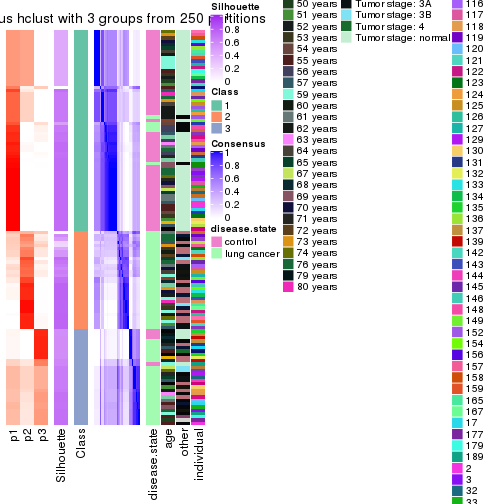 us hclust with 3 groups from 250 partitions
p1
p2
p3
Silhouette
Class
disease.state
age
other
individual
Silhouette
1
0.8
0.6
0.4
0.2
0
Class
1
2
3
Consensus
1
0.8
0.6
0.4
0.2
0
disease.state
control
lung cancer
50 years
51 years
52 years
53 years
54 years
55 years
56 years
57 years
59 years
60 years
61 years
62 years
63 years
64 years
65 years
67 years
68 years
69 years
70 years
71 years
72 years
73 years
74 years
76 years
79 years
80 years
Tumor stage: 3A
Tumor stage: 3B
Tumor stage: normal
116
117
118
119
120
121
122
123
124
125
126
127
129
130
131
132
133
134
135
136
137
139
142
143
144
145
146
148
149
152
154
156
157
158
159
165
167
17
177
179
189
2
3
32
33